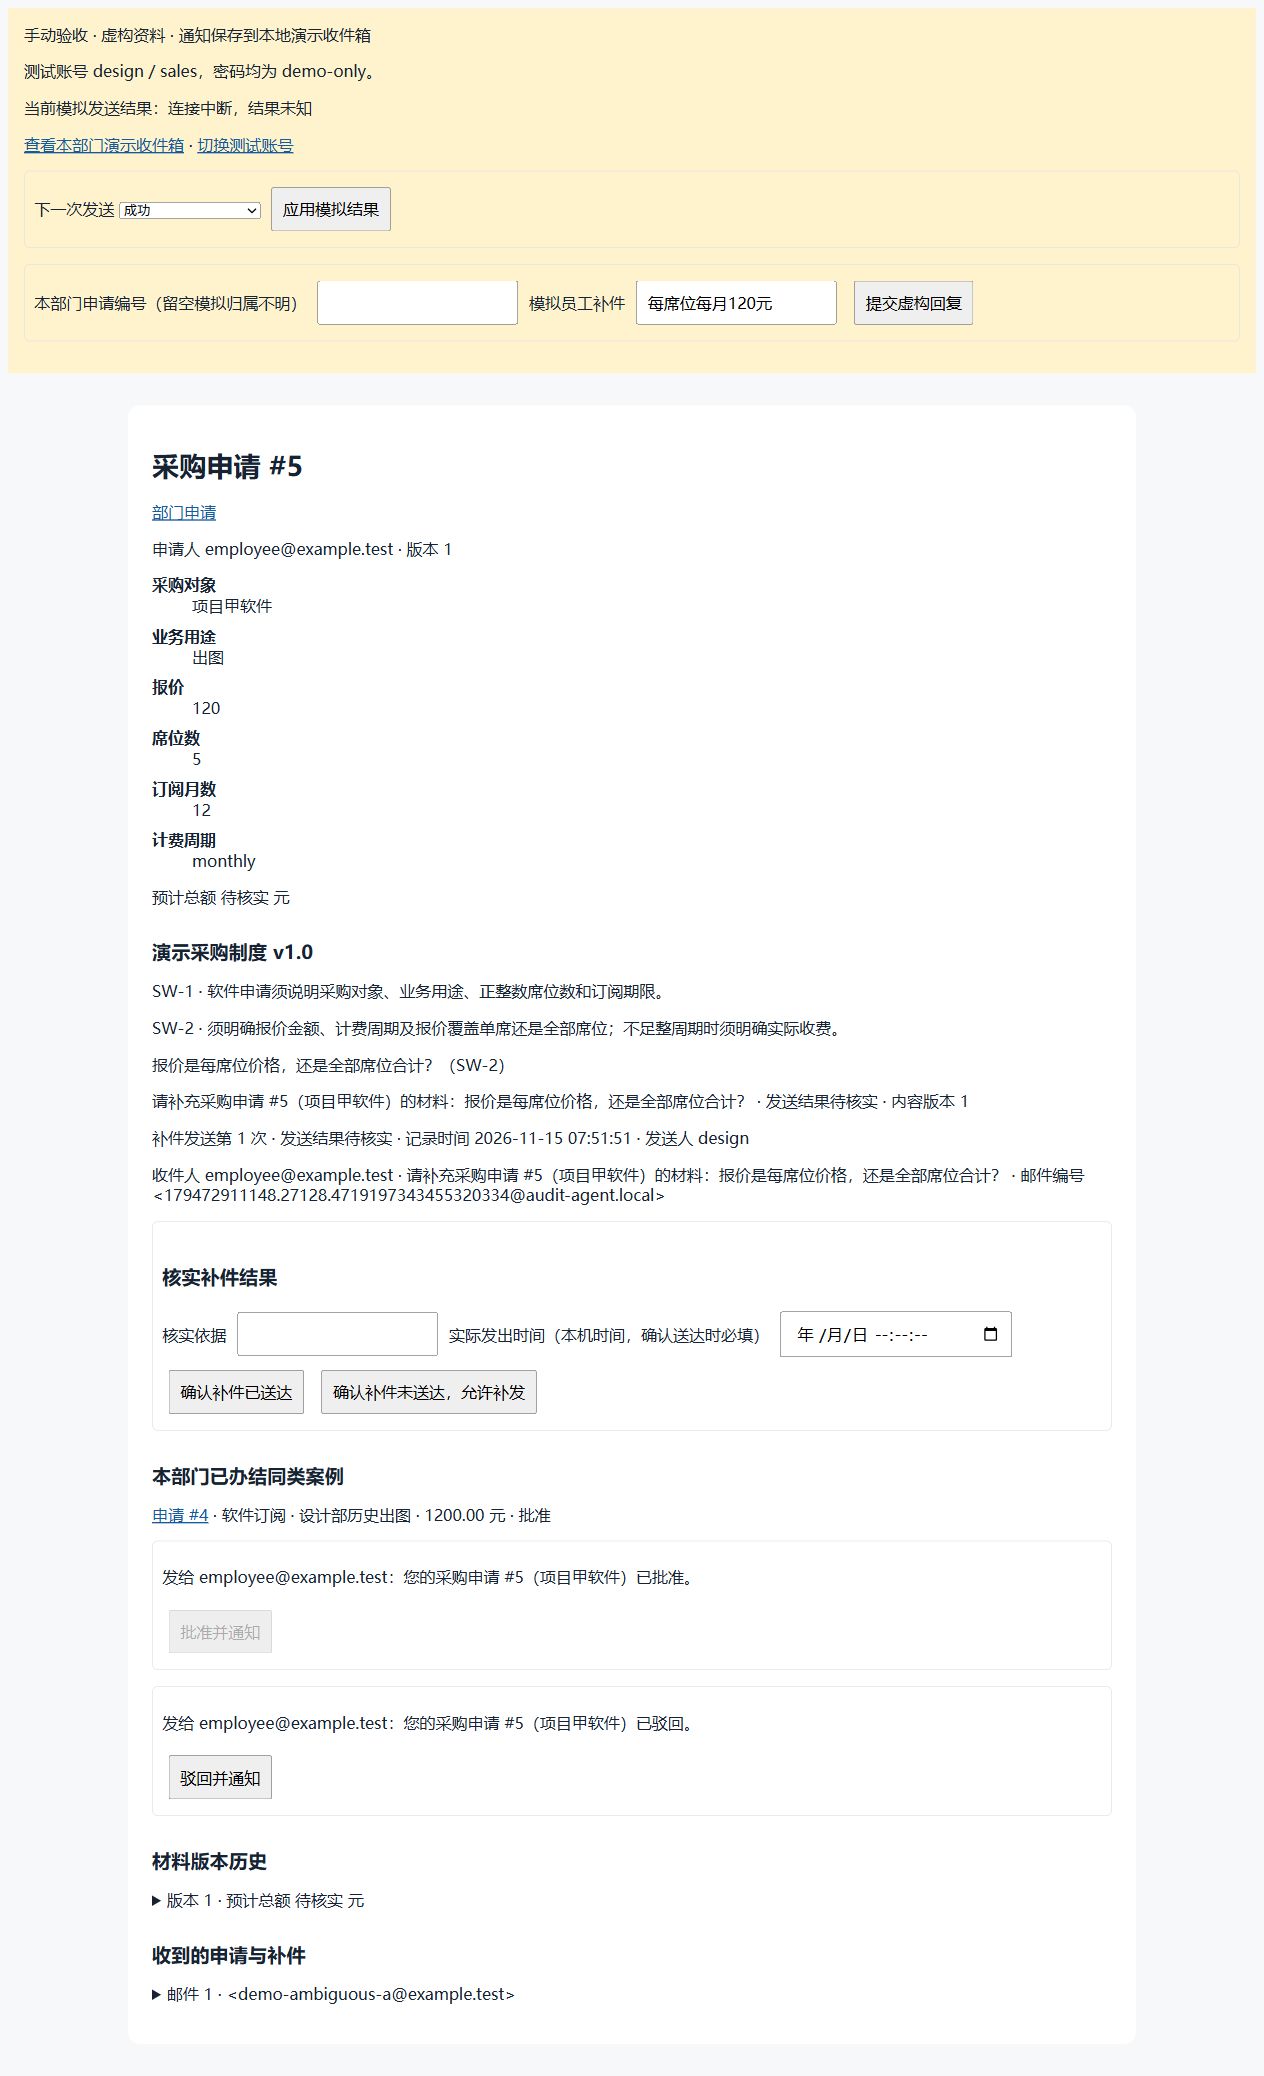 手动验收 · 虚构资料 · 通知保存到本地演示收件箱
测试账号 design / sales，密码均为 demo-only。
当前模拟发送结果：连接中断，结果未知
查看本部门演示收件箱 · 切换测试账号
下一次发送 成功 应用模拟结果
本部门申请编号（留空模拟归属不明） 模拟员工补件 每席位每月120元 提交虚构回复
采购申请 #5
部门申请
申请人 employee@example.test · 版本 1
采购对象
项目甲软件
业务用途
出图
报价
120
席位数
5
订阅月数
12
计费周期
monthly
预计总额 待核实 元
演示采购制度 v1.0
SW-1 · 软件申请须说明采购对象、业务用途、正整数席位数和订阅期限。
SW-2 · 须明确报价金额、计费周期及报价覆盖单席还是全部席位；不足整周期时须明确实际收费。
报价是每席位价格，还是全部席位合计？（SW-2）
请补充采购申请 #5（项目甲软件）的材料：报价是每席位价格，还是全部席位合计？ · 发送结果待核实 · 内容版本 1
补件发送第 1 次 · 发送结果待核实 · 记录时间 2026-11-15 07:51:51 · 发送人 design
收件人 employee@example.test · 请补充采购申请 #5（项目甲软件）的材料：报价是每席位价格，还是全部席位合计？ · 邮件编号
<179472911148.27128.4719197343455320334@audit-agent.local>
核实补件结果
核实依据 实际发出时间（本机时间，确认送达时必填） 年 /月/日 --:--:--
确认补件已送达 确认补件未送达，允许补发
本部门已办结同类案例
申请 #4 · 软件订阅 · 设计部历史出图 · 1200.00 元 · 批准
发给 employee@example.test：您的采购申请 #5（项目甲软件）已批准。
批准并通知
发给 employee@example.test：您的采购申请 #5（项目甲软件）已驳回。
驳回并通知
材料版本历史
▶ 版本 1 · 预计总额 待核实 元
收到的申请与补件
▶ 邮件 1 · <demo-ambiguous-a@example.test>